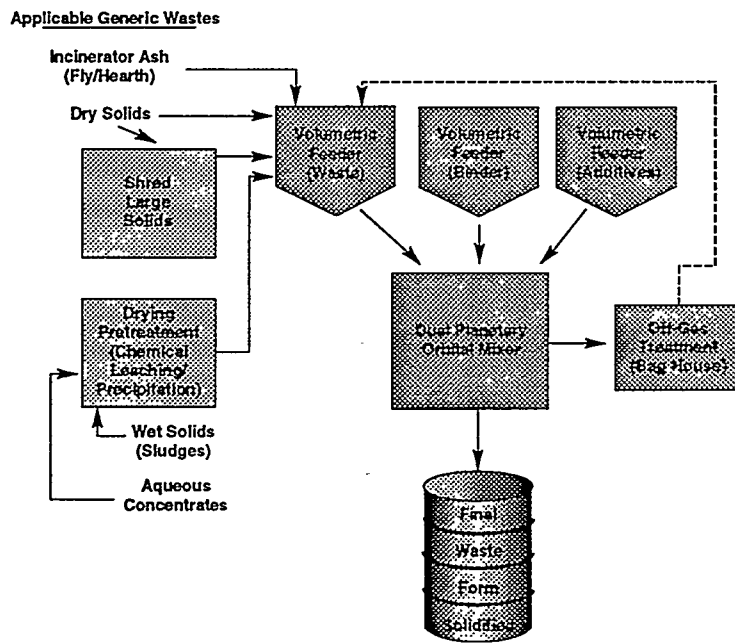 Applicable Generic Wastes
Incinerator Ash
(Fly/Hearth)
Dry Solids
Shred
Large
Solids
Volumetric
Feeder
(Waste)
Volumetric
Feeder
(Binder)
Volumetric
Feeder
(Additives)
Drying
Pretreatment
(Chemical
Leaching/
Precipitation)
Dual Planetary
Orbital Mixer
Off-Gas
Treatment
(Bag House)
Wet Solids
(Sludges)
Aqueous
Concentrates
Final
Waste
Form
Solidified